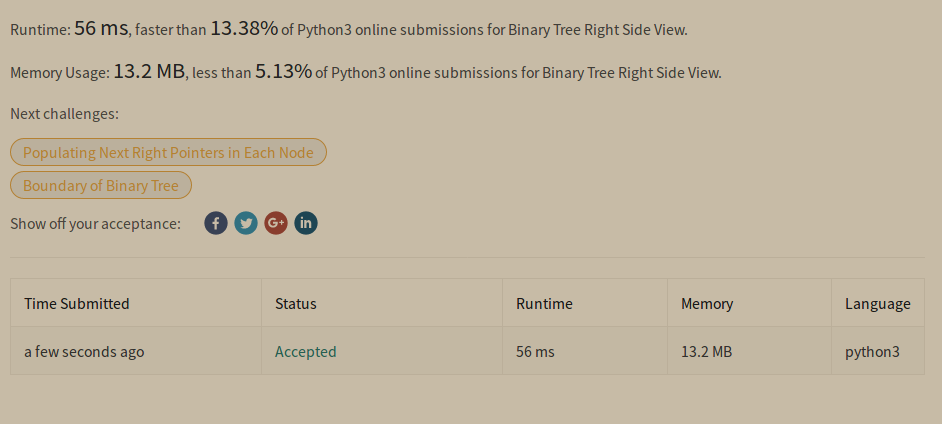 Runtime: 56 ms, faster than 13.38% of Python3 online submissions for Binary Tree Right Side View.
Memory Usage: 13.2 MB, less than 5.13% of Python3 online submissions for Binary Tree Right Side View.
Next challenges:
Populating Next Right Pointers in Each Node
Boundary of Binary Tree
Show off your acceptance: f G+ in
Time Submitted Status Runtime Memory Language
a few seconds ago Accepted 56 ms 13.2 MB python3